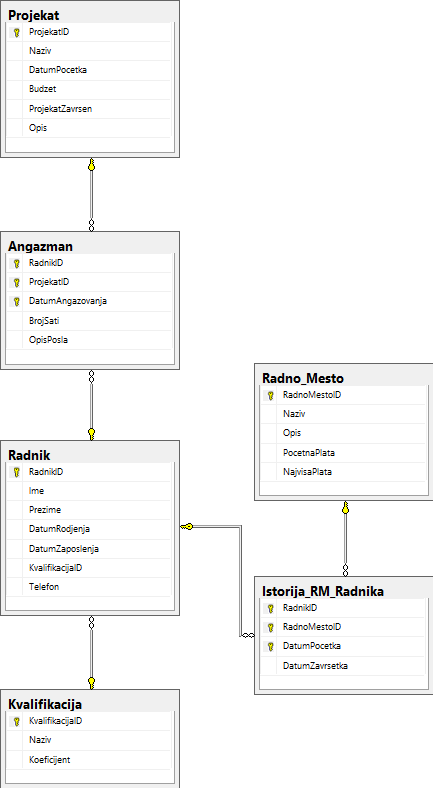 Projekat
ProjekatID
Naziv
DatumPocetka
Budzet
ProjekatZavrsen
Opis
Angazman
RadnikID
ProjekatID
DatumAngazovanja
BrojSati
OpisPosla
Radnik
RadnikID
Ime
Prezime
DatumRodjenja
DatumZaposlenja
KvalifikacijaID
Telefon
Kvalifikacija
KvalifikacijaID
Naziv
Koeficijent
Radno_Mesto
RadnoMestoID
Naziv
Opis
PocetnaPlata
NajvisaPlata
Istorija_RM_Radnika
RadnikID
RadnoMestoID
DatumPocetka
DatumZavrsetka